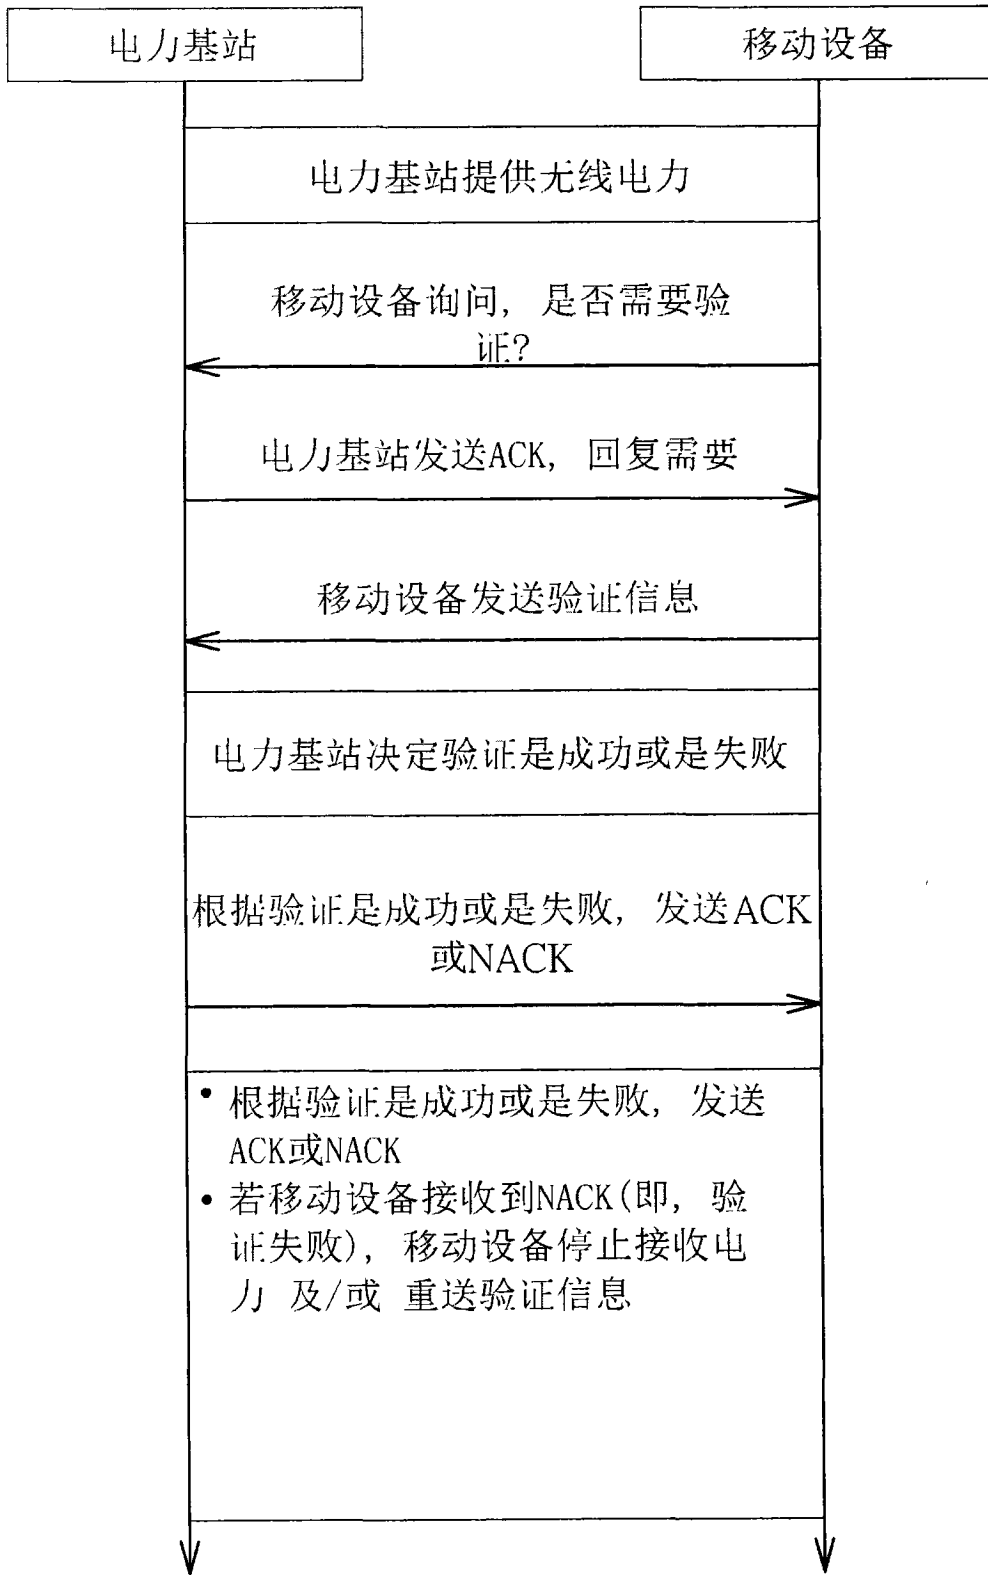 电力基站
移动设备
电力基站提供无线电力
移动设备询问, 是否需要验
证?
电力基站发送ACK, 回复需要
移动设备发送验证信息
电力基站决定验证是成功或是失败
根据验证是成功或是失败, 发送ACK
或NACK
• 根据验证是成功或是失败, 发送
ACK或NACK
• 若移动设备接收到NACK(即, 验
证失败), 移动设备停止接收电
力 及/或 重送验证信息